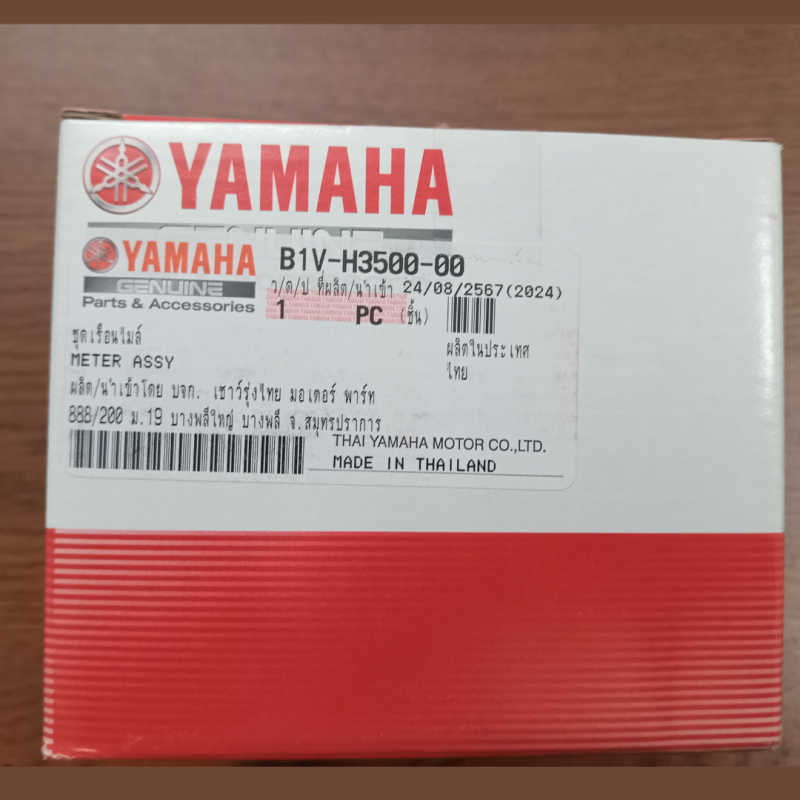 YAMAHA
YAMAHA
GENUINE
Parts & Accessories
B1V-H3500-00
ว/ด/ป ที่ผลิต/นำเข้า 24/08/2567(2024)
1 PC (ชิ้น)
ชุดเรือนไมล์
METER ASSY
ผลิตในประเทศ
ไทย
ผลิต/นำเข้าโดย บจก. เซาว์รุ่งไทย มอเตอร์ พาร์ท
888/200 ม.19 บางพลีใหญ่ บางพลี จ.สมุทรปราการ
THAI YAMAHA MOTOR CO.,LTD.
MADE IN THAILAND